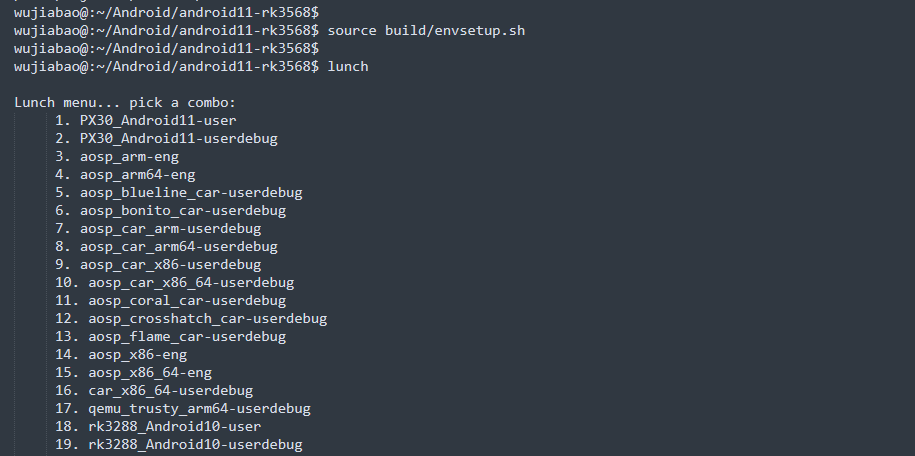 wujiabao@:~/Android/android11-rk3568$
wujiabao@:~/Android/android11-rk3568$ source build/envsetup.sh
wujiabao@:~/Android/android11-rk3568$
wujiabao@:~/Android/android11-rk3568$ lunch
Lunch menu... pick a combo:
1. PX30_Android11-user
2. PX30_Android11-userdebug
3. aosp_arm-eng
4. aosp_arm64-eng
5. aosp_blueline_car-userdebug
6. aosp_bonito_car-userdebug
7. aosp_car_arm-userdebug
8. aosp_car_arm64-userdebug
9. aosp_car_x86-userdebug
10. aosp_car_x86_64-userdebug
11. aosp_coral_car-userdebug
12. aosp_crosshatch_car-userdebug
13. aosp_flame_car-userdebug
14. aosp_x86-eng
15. aosp_x86_64-eng
16. car_x86_64-userdebug
17. qemu_trusty_arm64-userdebug
18. rk3288_Android10-user
19. rk3288_Android10-userdebug